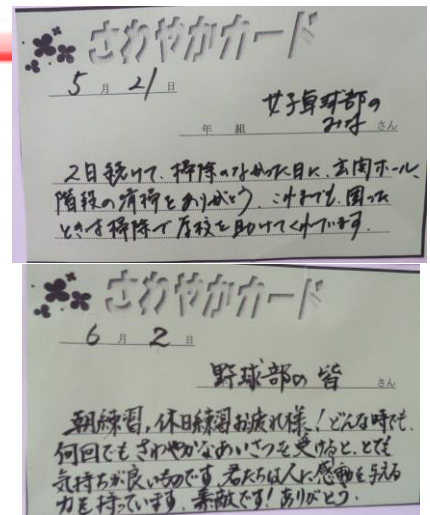 さわやかカード
5月21日
女子卓球部の
年 組 みな さん
2日続けて、掃除のなかった日に、玄関ホール、
階段の清掃をありがとう。これまでも、困った
ときを掃除で学校を助けてくれています。
さわやかカード
6月2日
野球部の 皆 さん
朝練習，休日練習お疲れ様！どんな時でも、
何回でもさわやかなあいさつを受けると、とても
気持ちが良いものです。君たちは人に感動を与える
力を持っています。素敵です！ありがとう。